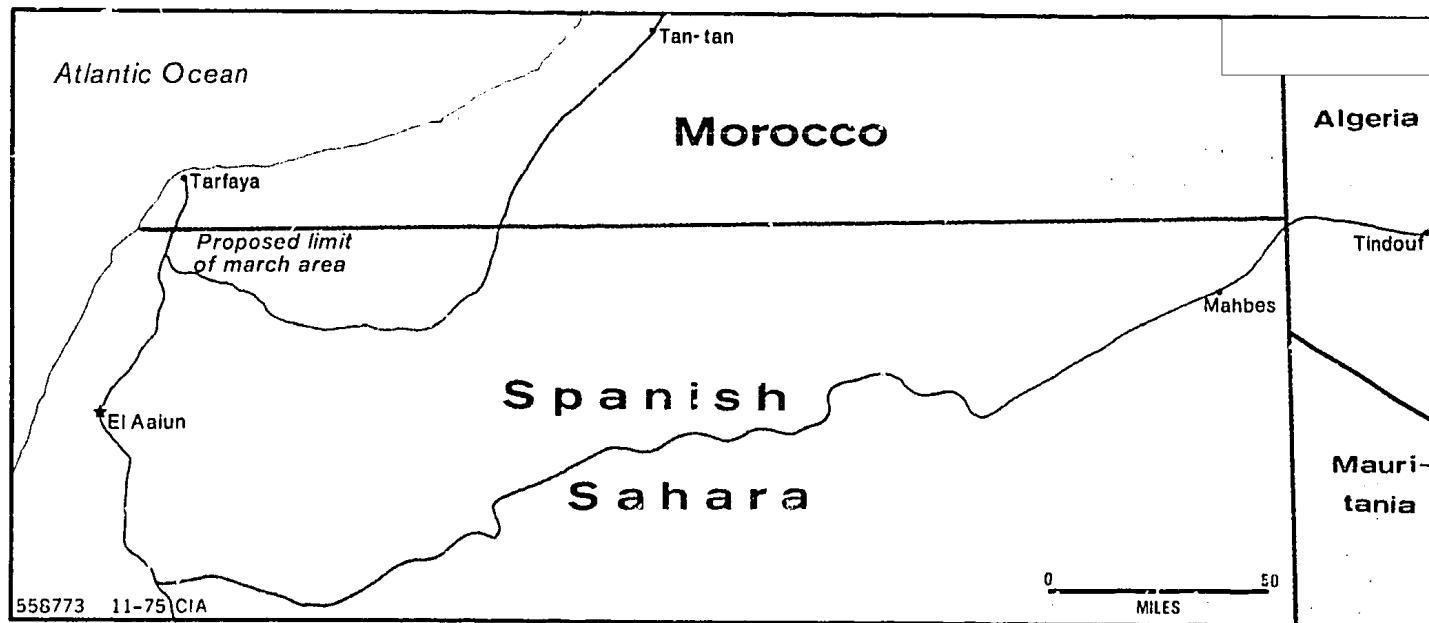 Tan-tan
Atlantic Ocean
Morocco
Algeria
Tarfaya
Proposed limit
of march area
Tindouf
Mahbes
Spanish
El Aaiun
Sahara
Mauri-
tania
0 50
MILES
558773 11-75 CIA